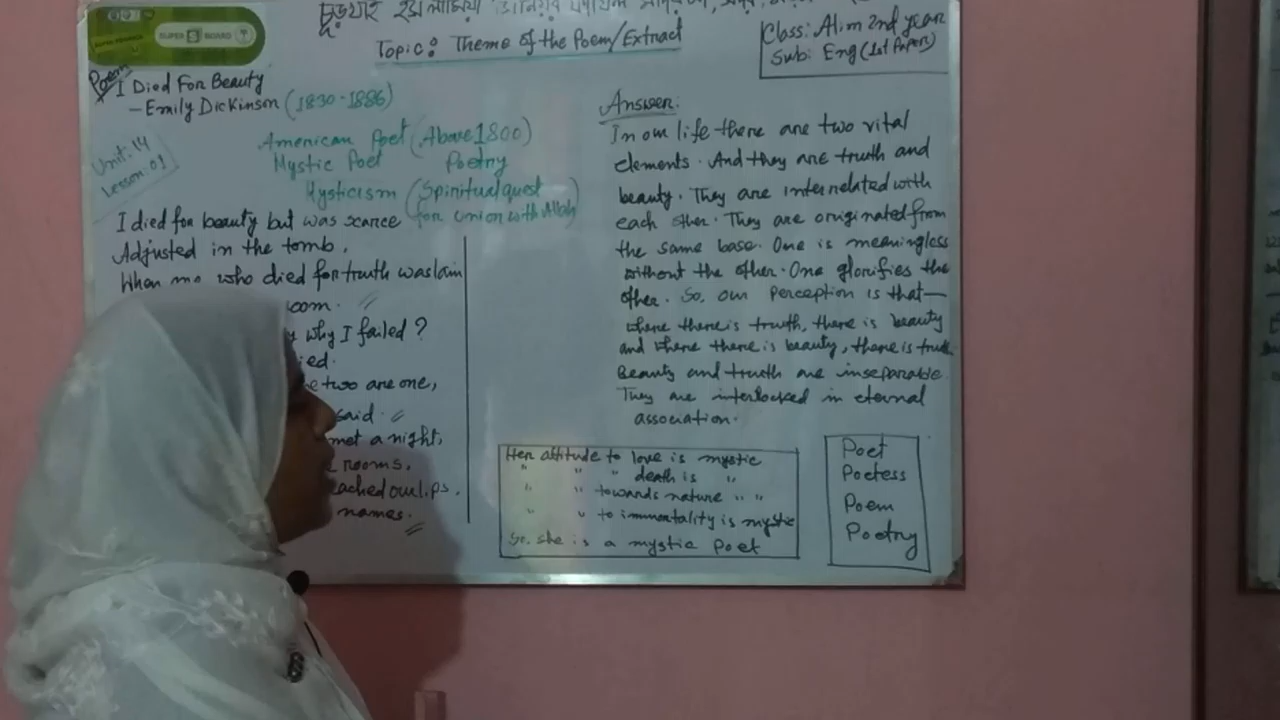 SUPER S BOARD
Topic: Theme of the Poem/Extract
Class: Alim 2nd year
Sub: Eng (1st Paper)
Poem
I Died For Beauty
- Emily Dickinson (1830-1886)
Unit: 14
Lesson: 01
American Poet (Above 1800)
Mystic Poet Poetry
Mysticism (Spiritual quest
for union with Allah)
I died for beauty but was scarce
Adjusted in the tomb,
When one who died for truth was lain
oom.
y why I failed?
ied.
e two are one,
said.
met a night,
rooms,
ached our lips,
names.
Answer:
In our life there are two vital
elements. And they are truth and
beauty. They are interrelated with
each other. They are originated from
the same base. One is meaningless
without the other. One glorifies the
other. So, our perception is that—
where there is truth, there is beauty
and where there is beauty, there is truth.
Beauty and truth are inseparable.
They are interlocked in eternal
association.
Her attitude to love is mystic
" " " death is "
" " towards nature " "
" " to immortality is mystic
So, she is a mystic poet
Poet
Poetess
Poem
Poetry